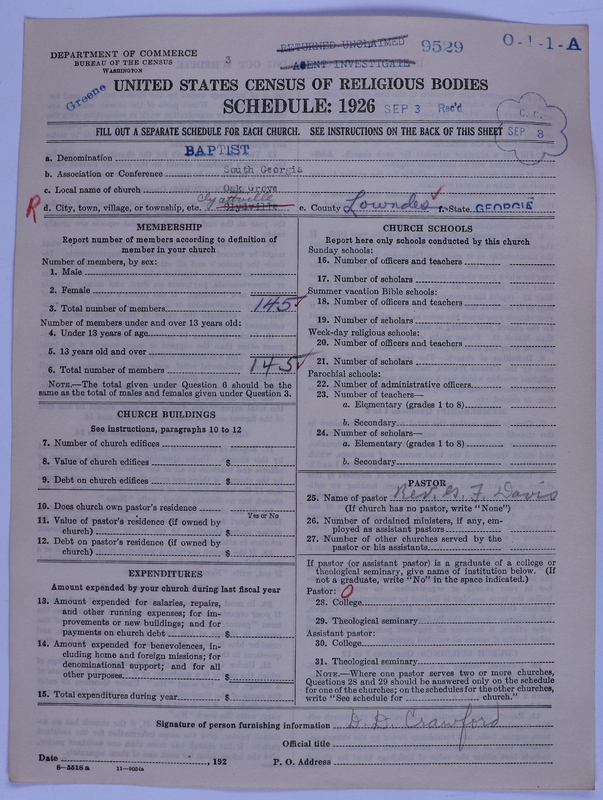 DEPARTMENT OF COMMERCE
BUREAU OF THE CENSUS
WASHINGTON
3
RETURNED UNCLAIMED
AGENT INVESTIGATE
9529
O-1-1-A
Greene
UNITED STATES CENSUS OF RELIGIOUS BODIES
SCHEDULE: 1926
SEP 3 Rec'd
C. C.
SEP 3
FILL OUT A SEPARATE SCHEDULE FOR EACH CHURCH. SEE INSTRUCTIONS ON THE BACK OF THIS SHEET
a. Denomination BAPTIST
b. Association or Conference South Georgia
c. Local name of church Oak Grove
R d. City, town, village, or township, etc. Clyattville e. County Lowndes f. State GEORGIA
MEMBERSHIP
Report number of members according to definition of
member in your church
Number of members, by sex:
1. Male
2. Female
3. Total number of members 145
Number of members under and over 13 years old:
4. Under 13 years of age
5. 13 years old and over
6. Total number of members 145
NOTE.—The total given under Question 6 should be the
same as the total of males and females given under Question 3.
CHURCH BUILDINGS
See instructions, paragraphs 10 to 12
7. Number of church edifices
8. Value of church edifices $
9. Debt on church edifices $
10. Does church own pastor's residence
Yes or No
11. Value of pastor's residence (if owned by
church) $
12. Debt on pastor's residence (if owned by
church) $
EXPENDITURES
Amount expended by your church during last fiscal year
13. Amount expended for salaries, repairs,
and other running expenses; for im-
provements or new buildings; and for
payments on church debt $
14. Amount expended for benevolences, in-
cluding home and foreign missions; for
denominational support; and for all
other purposes $
15. Total expenditures during year $
CHURCH SCHOOLS
Report here only schools conducted by this church
Sunday schools:
16. Number of officers and teachers
17. Number of scholars
Summer vacation Bible schools:
18. Number of officers and teachers
19. Number of scholars
Week-day religious schools:
20. Number of officers and teachers
21. Number of scholars
Parochial schools:
22. Number of administrative officers
23. Number of teachers—
a. Elementary (grades 1 to 8)
b. Secondary
24. Number of scholars—
a. Elementary (grades 1 to 8)
b. Secondary
PASTOR
25. Name of pastor Rev. G. F. Davis
(If church has no pastor, write "None")
26. Number of ordained ministers, if any, em-
ployed as assistant pastors
27. Number of other churches served by the
pastor or his assistants
If pastor (or assistant pastor) is a graduate of a college or
theological seminary, give name of institution below. (If
not a graduate, write "No" in the space indicated.)
Pastor: O
28. College
29. Theological seminary
Assistant pastor:
30. College
31. Theological seminary
NOTE.—Where one pastor serves two or more churches,
Questions 28 and 29 should be answered only on the schedule
for one of the churches; on the schedules for the other churches,
write "See schedule for church."
Signature of person furnishing information D. D. Crawford
Official title
Date , 192 P. O. Address
8-5518a 11-9034a